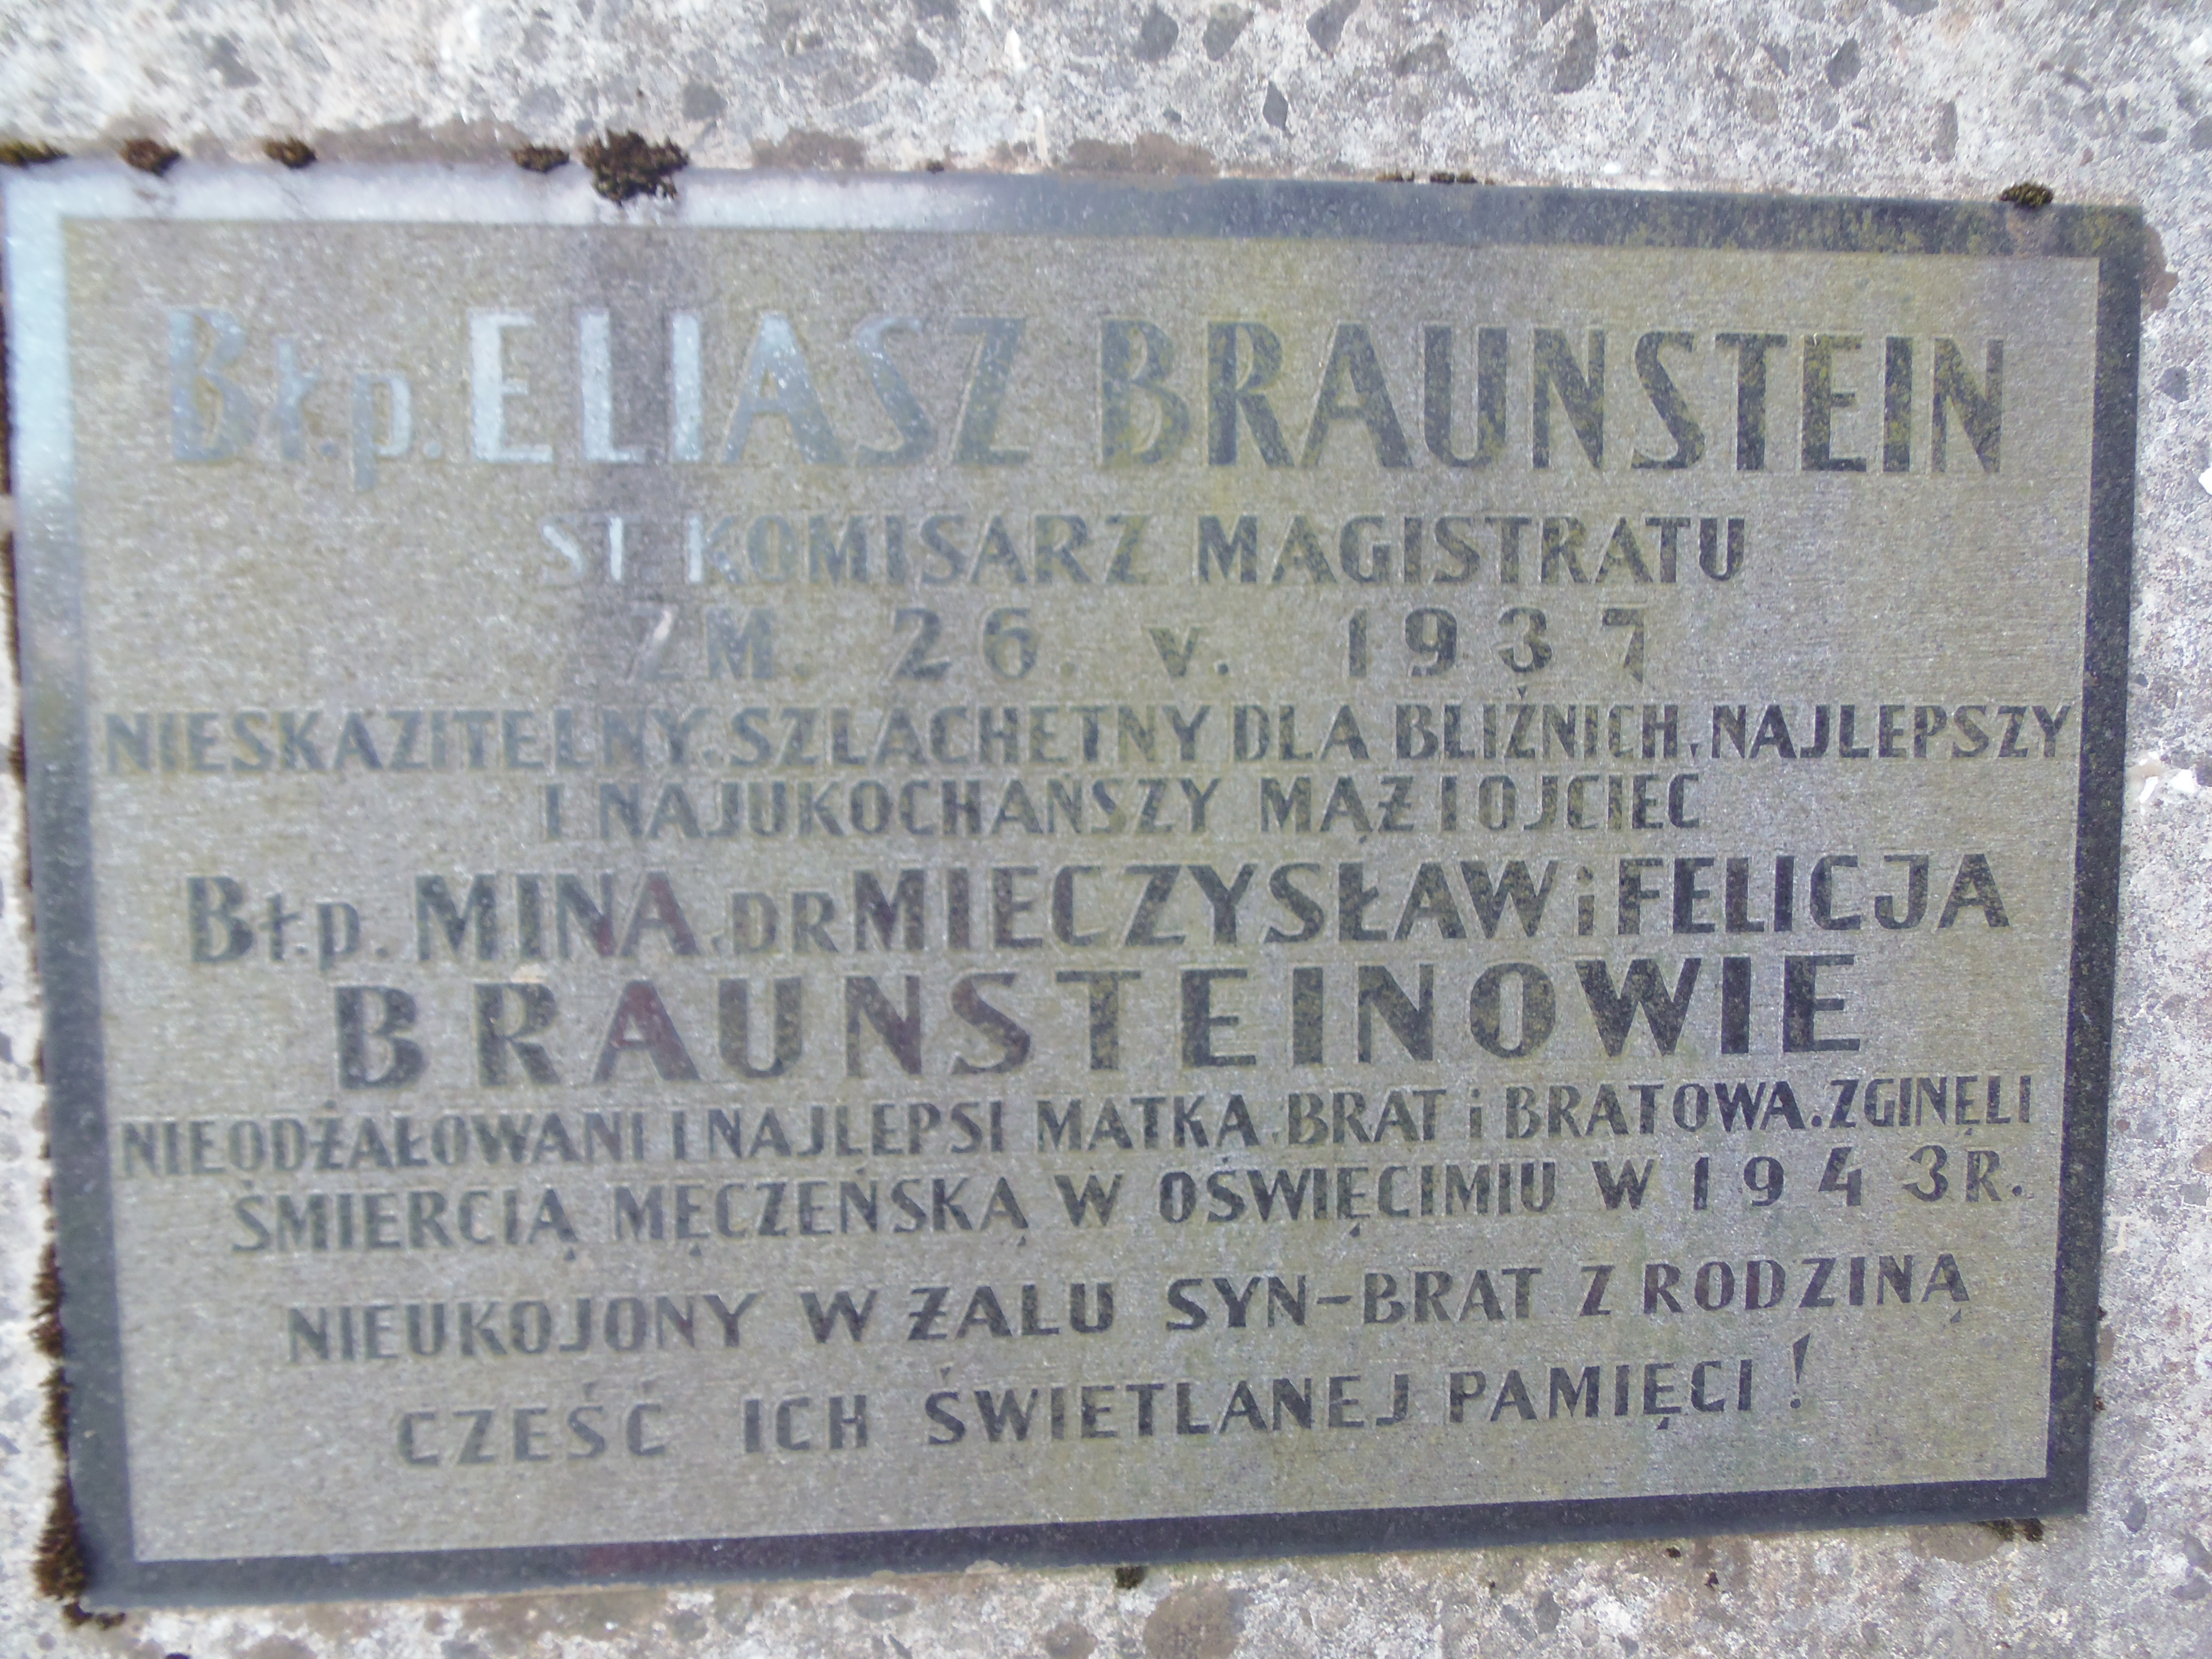 Bł.p. ELIASZ BRAUNSTEIN
ST KOMISARZ MAGISTRATU
ZM. 26. V. 1937
NIESKAZITELNY, SZLACHETNY DLA BLIŹNICH, NAJLEPSZY
I NAJUKOCHAŃSZY MĄŻ I OJCIEC
Bł.p. MINA, DR MIECZYSŁAW i FELICJA
BRAUNSTEINOWIE
NIEODŻAŁOWANI I NAJLEPSI MATKA, BRAT i BRATOWA. ZGINĘLI
ŚMIERCIĄ MĘCZEŃSKĄ W OŚWIĘCIMIU W 1943R.
NIEUKOJONY W ŻALU SYN-BRAT Z RODZINĄ
CZEŚĆ ICH ŚWIETLANEJ PAMIĘCI!